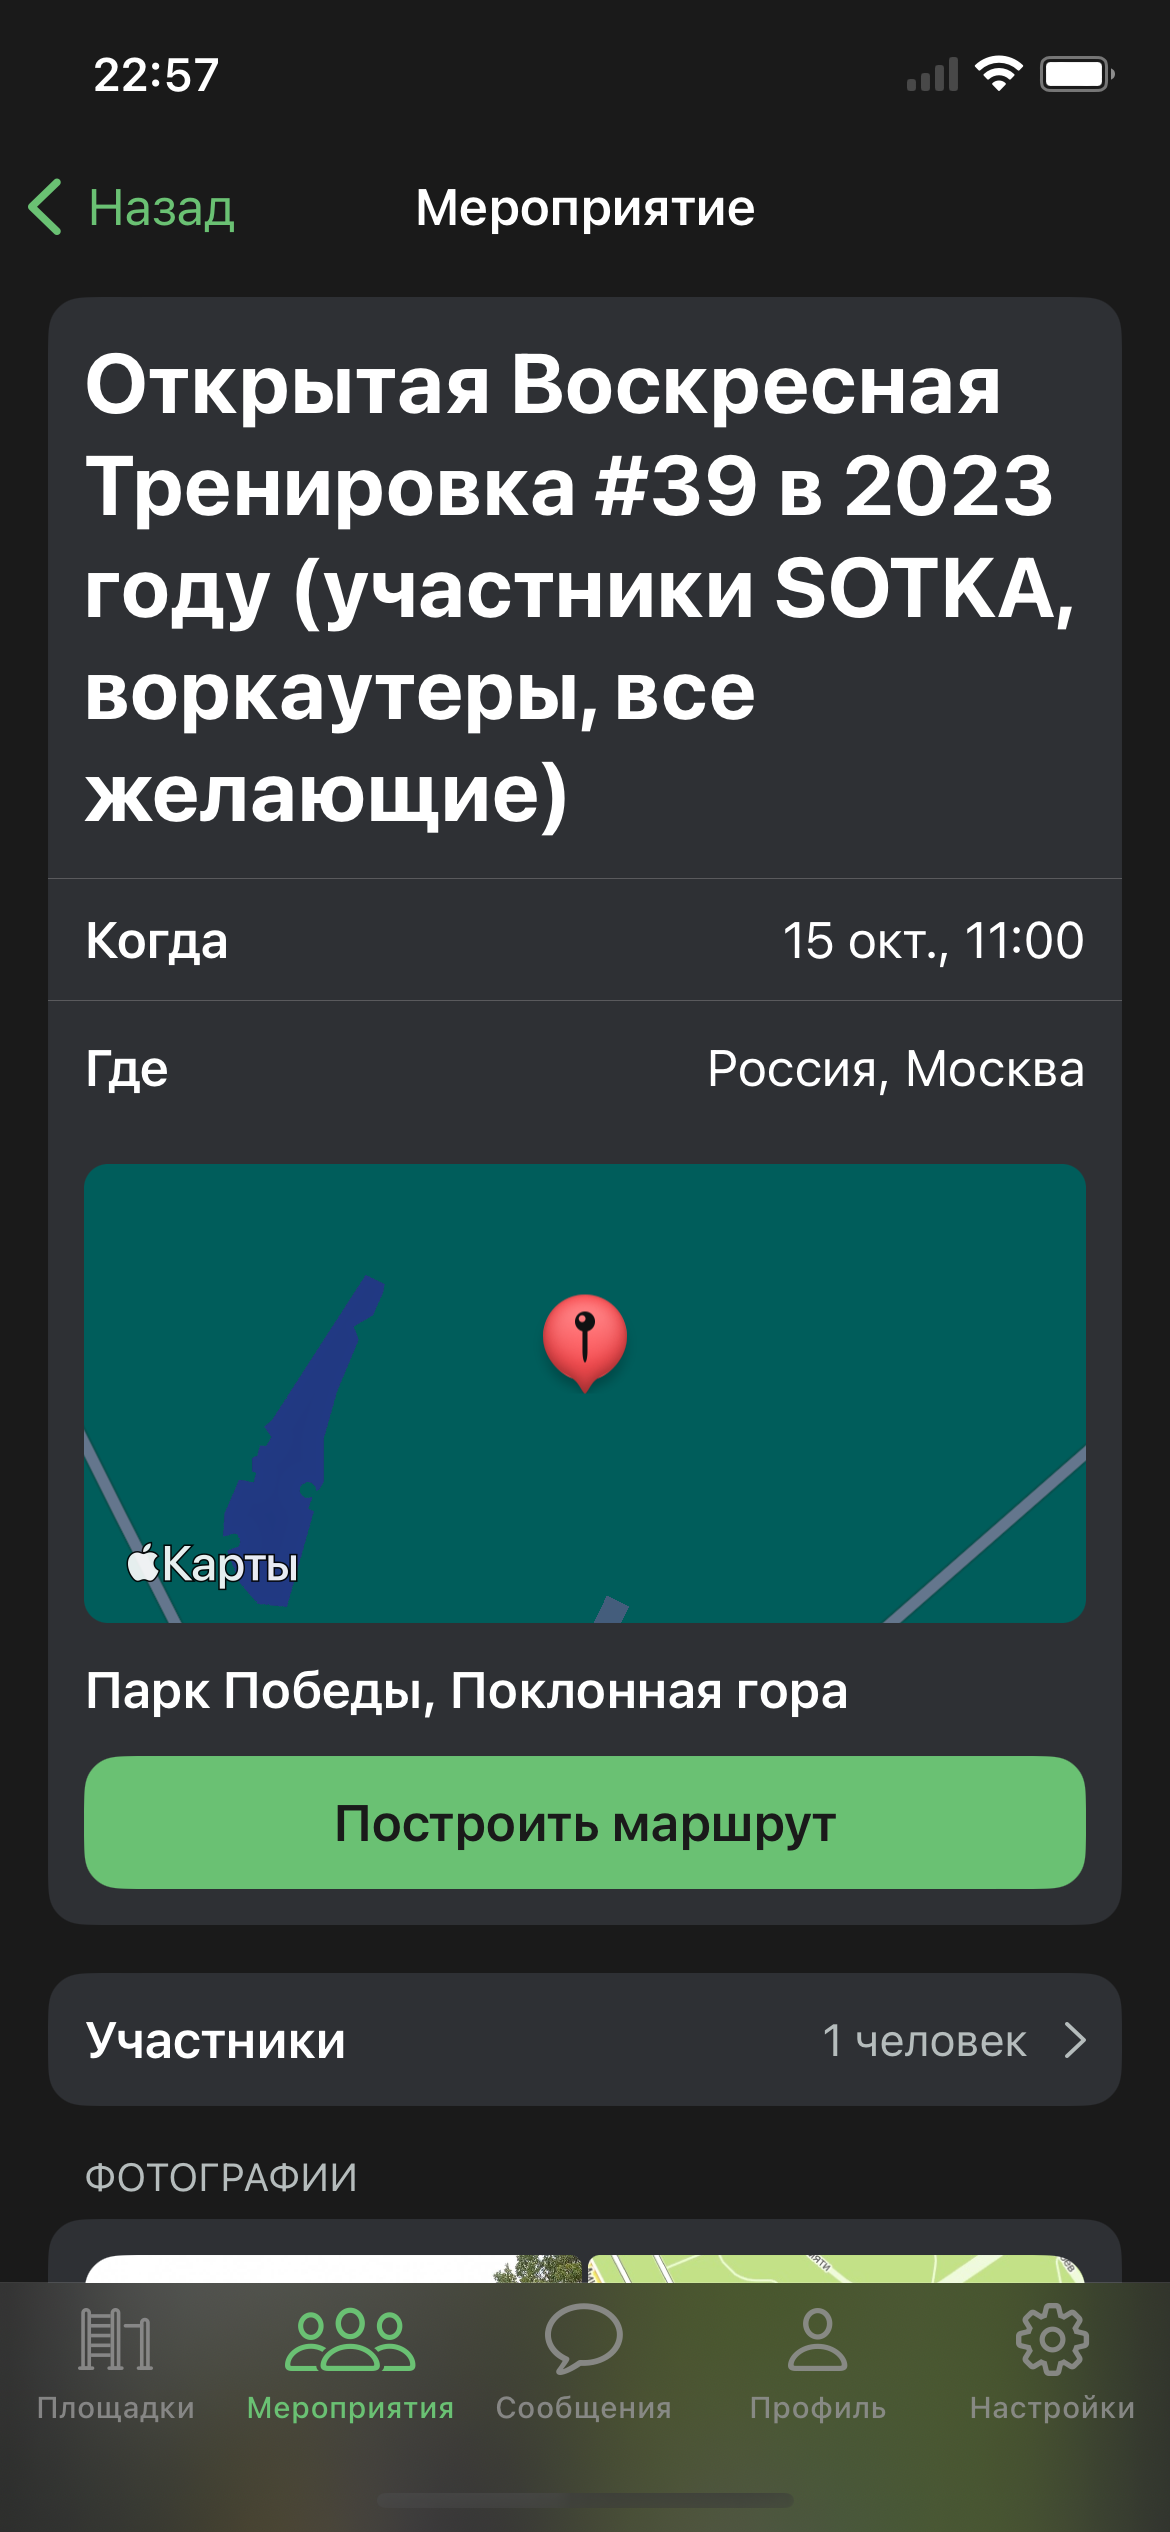 22:57
Назад
Мероприятие
Открытая Воскресная
Тренировка #39 в 2023
году (участники SOTKA,
воркаутеры, все
желающие)
Когда
15 окт., 11:00
Где
Россия, Москва
Карты
Парк Победы, Поклонная гора
Построить маршрут
Участники
1 человек
ФОТОГРАФИИ
Площадки
Мероприятия
Сообщения
Профиль
Настройки